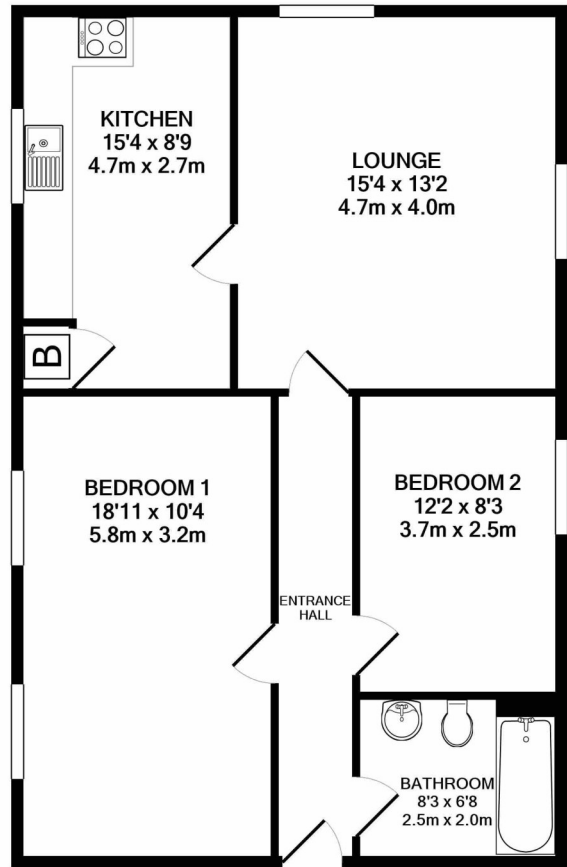 KITCHEN
15'4 x 8'9
4.7m x 2.7m
LOUNGE
15'4 x 13'2
4.7m x 4.0m
B
BEDROOM 1
18'11 x 10'4
5.8m x 3.2m
BEDROOM 2
12'2 x 8'3
3.7m x 2.5m
ENTRANCE
HALL
BATHROOM
8'3 x 6'8
2.5m x 2.0m